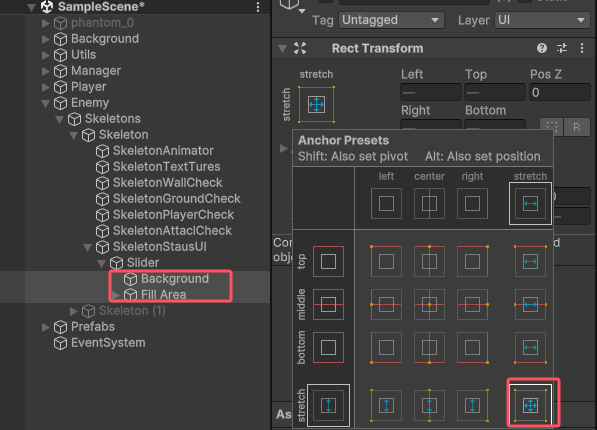 SampleScene*
phantom_0
Background
Utils
Manager
Player
Enemy
Skeletons
Skeleton
SkeletonAnimator
SkeletonTextTures
SkeletonWallCheck
SkeletonGroundCheck
SkeletonPlayerCheck
SkeletonAttaclCheck
SkeletonStausUI
Slider
Background
Fill Area
Skeleton (1)
Prefabs
EventSystem
Tag Untagged Layer UI
Rect Transform
stretch Left Top Pos Z
stretch — — 0
Right Bottom
— — R
Anchor Presets
Shift: Also set pivot Alt: Also set position
left center right stretch
top
middle
bottom
stretch
Con
obje
As